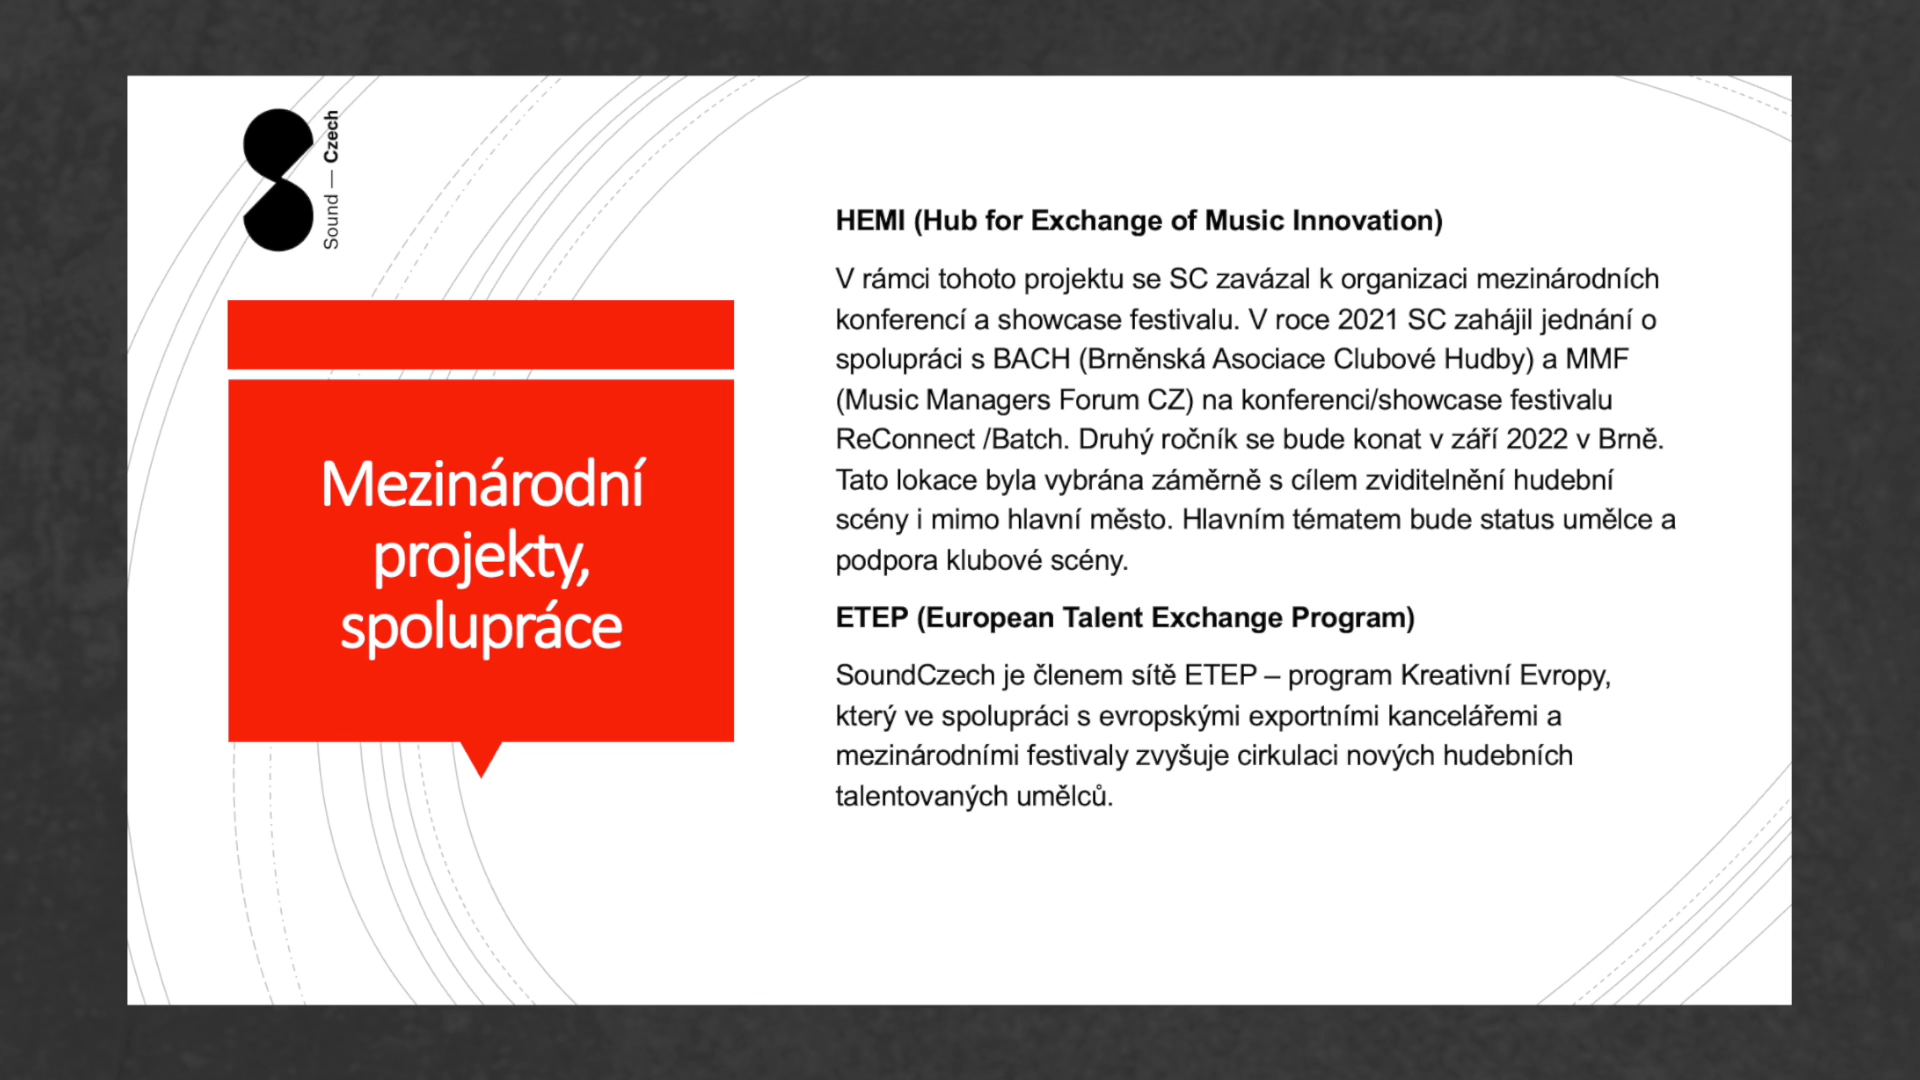 Sound — Czech
Mezinárodní
projekty,
spolupráce
HEMI (Hub for Exchange of Music Innovation)
V rámci tohoto projektu se SC zavázal k organizaci mezinárodních
konferencí a showcase festivalu. V roce 2021 SC zahájil jednání o
spolupráci s BACH (Brněnská Asociace Clubové Hudby) a MMF
(Music Managers Forum CZ) na konferenci/showcase festivalu
ReConnect /Batch. Druhý ročník se bude konat v září 2022 v Brně.
Tato lokace byla vybrána záměrně s cílem zviditelnění hudební
scény i mimo hlavní město. Hlavním tématem bude status umělce a
podpora klubové scény.
ETEP (European Talent Exchange Program)
SoundCzech je členem sítě ETEP – program Kreativní Evropy,
který ve spolupráci s evropskými exportními kancelářemi a
mezinárodními festivaly zvyšuje cirkulaci nových hudebních
talentovaných umělců.